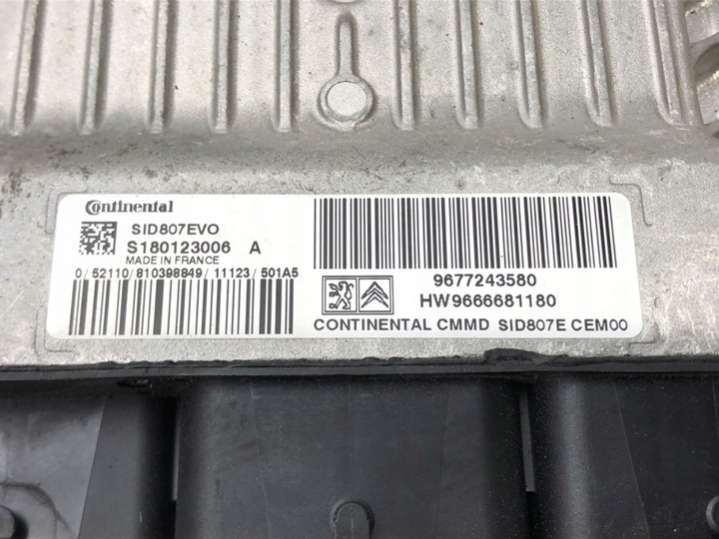 Continental
SID807EVO
S180123006 A
MADE IN FRANCE
0/52110/810398849/11123/501A5
9677243580
HW9666681180
CONTINENTAL CMMD SID807E CEM00